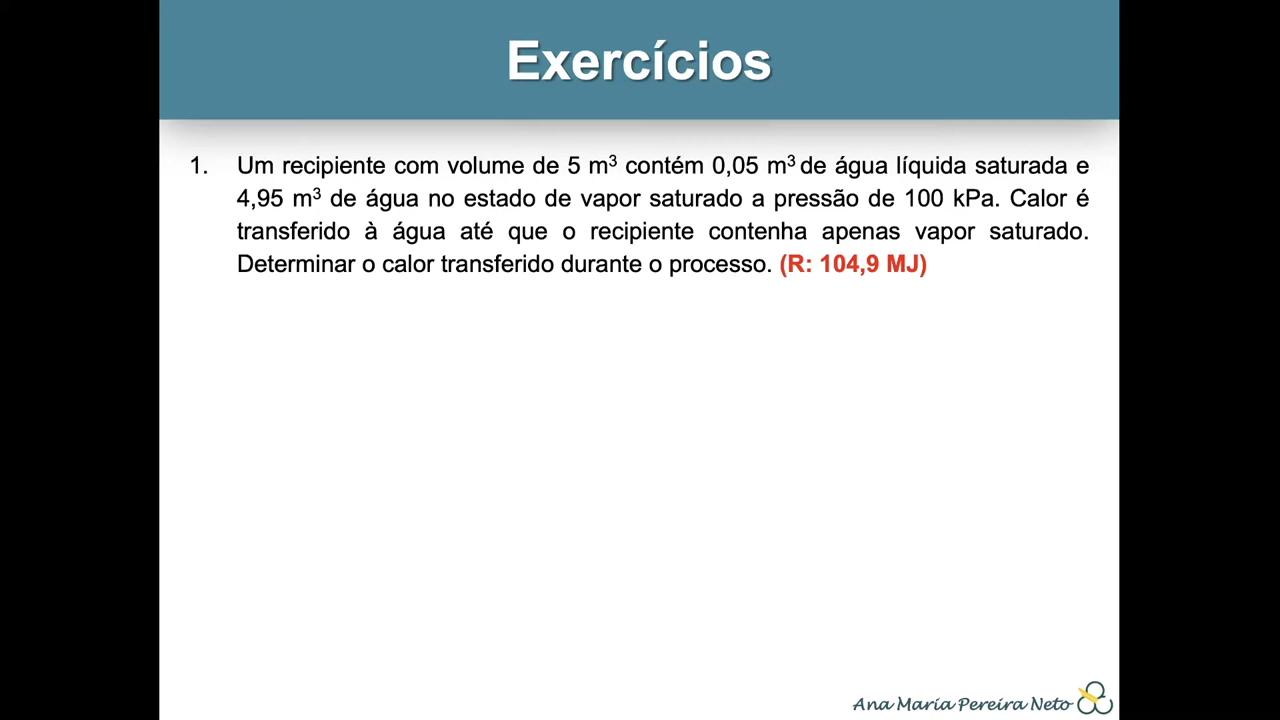 Exercícios
1. Um recipiente com volume de 5 m³ contém 0,05 m³ de água líquida saturada e
4,95 m³ de água no estado de vapor saturado a pressão de 100 kPa. Calor é
transferido à água até que o recipiente contenha apenas vapor saturado.
Determinar o calor transferido durante o processo. (R: 104,9 MJ)
Ana Maria Pereira Neto